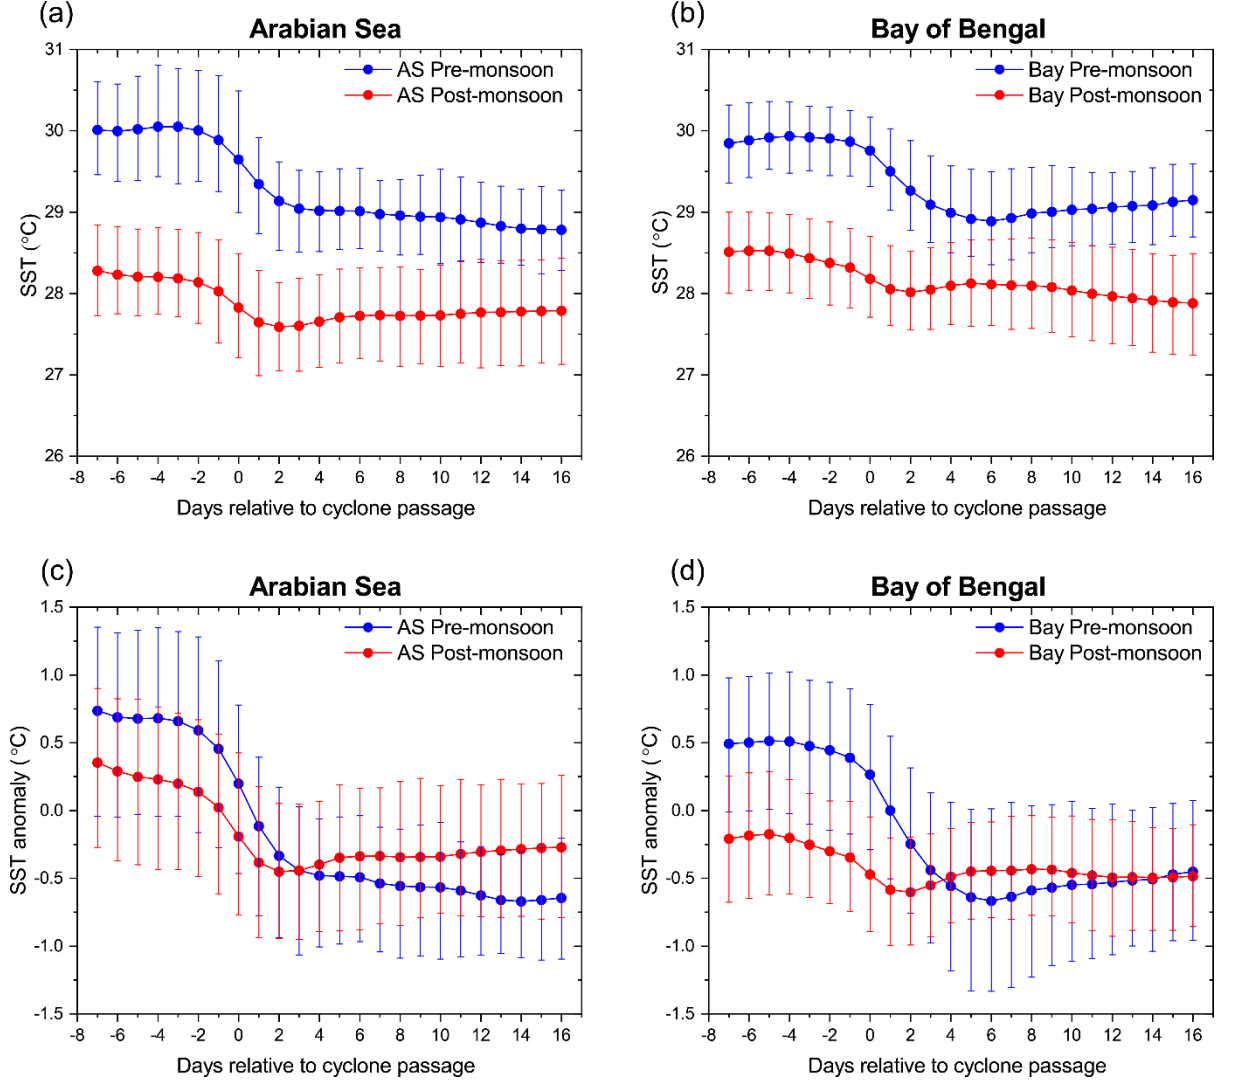 (a)
Arabian Sea
AS Pre-monsoon
AS Post-monsoon
SST (°C)
31
30
29
28
27
26
-8 -6 -4 -2 0 2 4 6 8 10 12 14 16
Days relative to cyclone passage
(b)
Bay of Bengal
Bay Pre-monsoon
Bay Post-monsoon
SST (°C)
31
30
29
28
27
26
-8 -6 -4 -2 0 2 4 6 8 10 12 14 16
Days relative to cyclone passage
(c)
Arabian Sea
AS Pre-monsoon
AS Post-monsoon
SST anomaly (°C)
1.5
1.0
0.5
0.0
-0.5
-1.0
-1.5
-8 -6 -4 -2 0 2 4 6 8 10 12 14 16
Days relative to cyclone passage
(d)
Bay of Bengal
Bay Pre-monsoon
Bay Post-monsoon
SST anomaly (°C)
1.5
1.0
0.5
0.0
-0.5
-1.0
-1.5
-8 -6 -4 -2 0 2 4 6 8 10 12 14 16
Days relative to cyclone passage